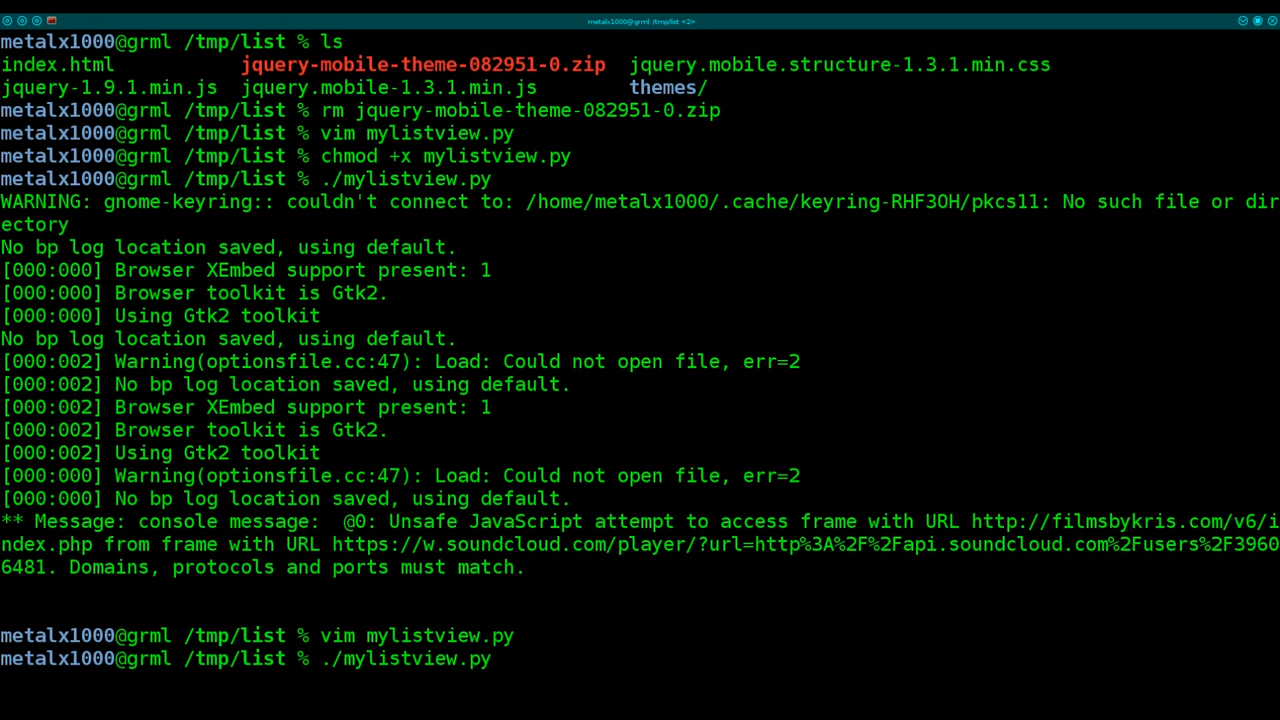 metalx1000@grml /tmp/list <2>
metalx1000@grml /tmp/list % ls
index.html jquery-mobile-theme-082951-0.zip jquery.mobile.structure-1.3.1.min.css
jquery-1.9.1.min.js jquery.mobile-1.3.1.min.js themes/
metalx1000@grml /tmp/list % rm jquery-mobile-theme-082951-0.zip
metalx1000@grml /tmp/list % vim mylistview.py
metalx1000@grml /tmp/list % chmod +x mylistview.py
metalx1000@grml /tmp/list % ./mylistview.py
WARNING: gnome-keyring:: couldn't connect to: /home/metalx1000/.cache/keyring-RHF3OH/pkcs11: No such file or dir
ectory
No bp log location saved, using default.
[000:000] Browser XEmbed support present: 1
[000:000] Browser toolkit is Gtk2.
[000:000] Using Gtk2 toolkit
No bp log location saved, using default.
[000:002] Warning(optionsfile.cc:47): Load: Could not open file, err=2
[000:002] No bp log location saved, using default.
[000:002] Browser XEmbed support present: 1
[000:002] Browser toolkit is Gtk2.
[000:002] Using Gtk2 toolkit
[000:000] Warning(optionsfile.cc:47): Load: Could not open file, err=2
[000:000] No bp log location saved, using default.
** Message: console message:  @0: Unsafe JavaScript attempt to access frame with URL http://filmsbykris.com/v6/i
ndex.php from frame with URL https://w.soundcloud.com/player/?url=http%3A%2F%2Fapi.soundcloud.com%2Fusers%2F3960
6481. Domains, protocols and ports must match.
metalx1000@grml /tmp/list % vim mylistview.py
metalx1000@grml /tmp/list % ./mylistview.py